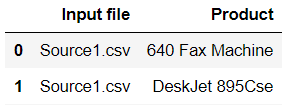 Input file Product
0 Source1.csv 640 Fax Machine
1 Source1.csv DeskJet 895Cse